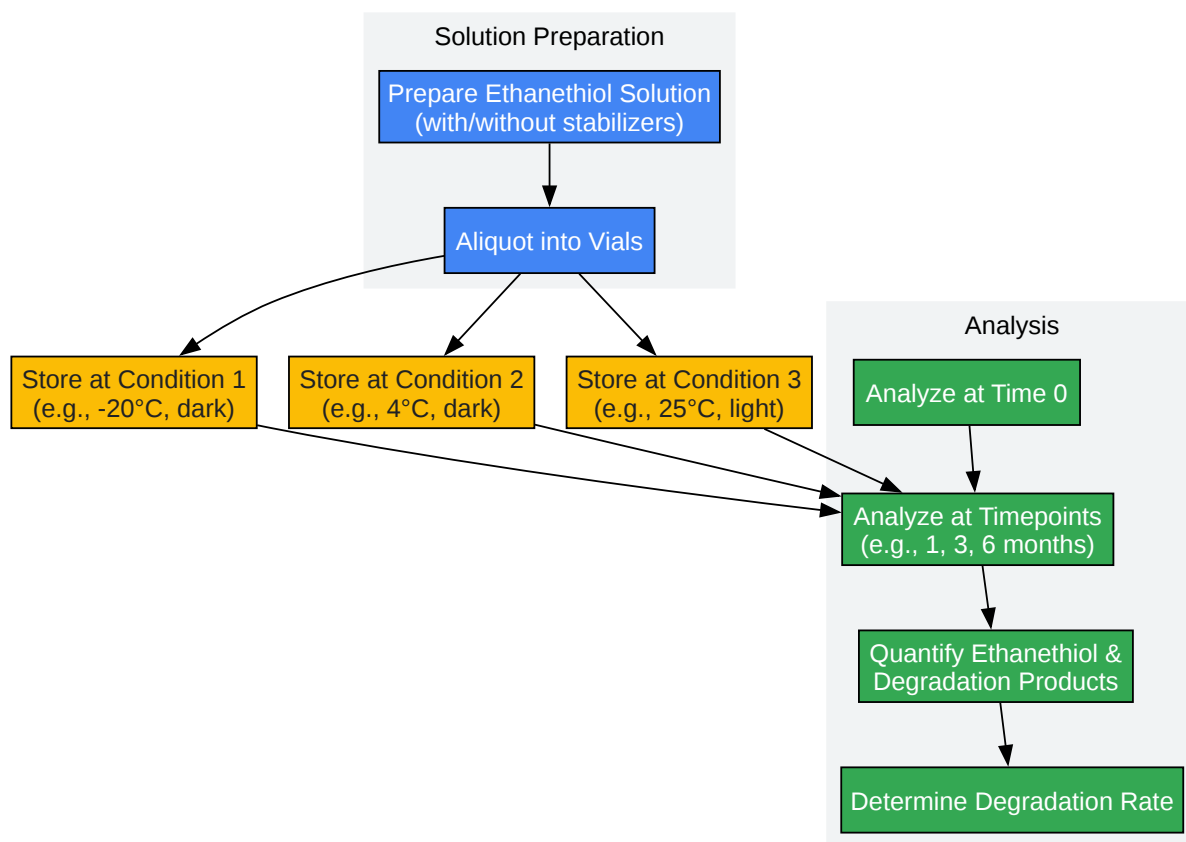 Solution Preparation
Prepare Ethanethiol Solution
(with/without stabilizers)
Aliquot into Vials
Store at Condition 1
(e.g., -20°C, dark)
Store at Condition 2
(e.g., 4°C, dark)
Store at Condition 3
(e.g., 25°C, light)
Analysis
Analyze at Time 0
Analyze at Timepoints
(e.g., 1, 3, 6 months)
Quantify Ethanethiol &
Degradation Products
Determine Degradation Rate